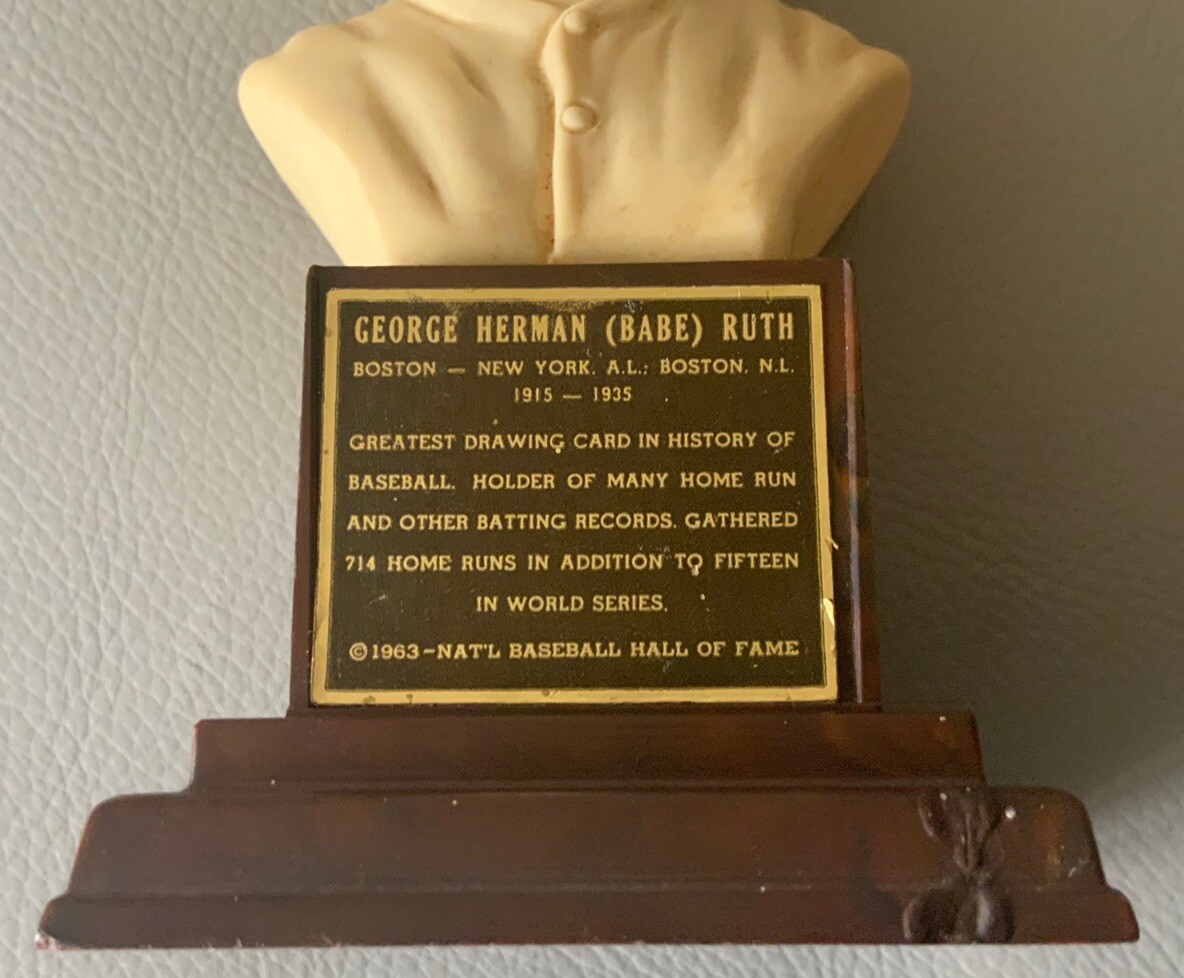 GEORGE HERMAN (BABE) RUTH
BOSTON — NEW YORK, A.L.; BOSTON, N.L.
1915 — 1935
GREATEST DRAWING CARD IN HISTORY OF
BASEBALL. HOLDER OF MANY HOME RUN
AND OTHER BATTING RECORDS. GATHERED
714 HOME RUNS IN ADDITION TO FIFTEEN
IN WORLD SERIES.
©1963-NAT'L BASEBALL HALL OF FAME